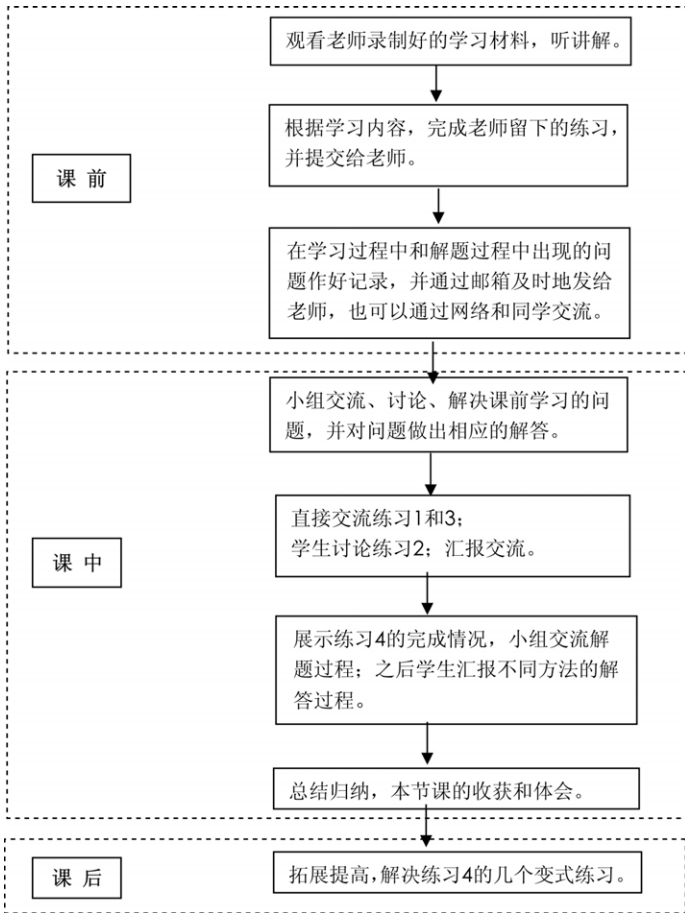 观看老师录制好的学习材料，听讲解。
根据学习内容，完成老师留下的练习，
并提交给老师。
课 前
在学习过程中和解题过程中出现的问
题作好记录，并通过邮箱及时地发给
老师，也可以通过网络和同学交流。
小组交流、讨论、解决课前学习的问
题，并对问题做出相应的解答。
直接交流练习1和3；
学生讨论练习2；汇报交流。
课 中
展示练习4的完成情况，小组交流解
题过程；之后学生汇报不同方法的解
答过程。
总结归纳，本节课的收获和体会。
课 后
拓展提高，解决练习4的几个变式练习。